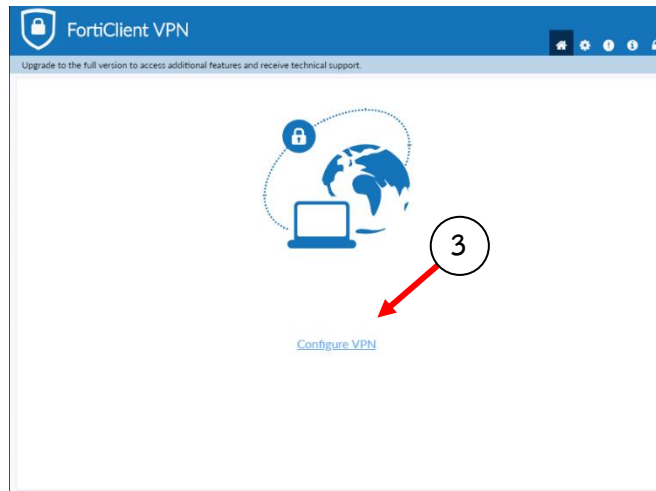 FortiClient VPN
Upgrade to the full version to access additional features and receive technical support.
3
Configure VPN